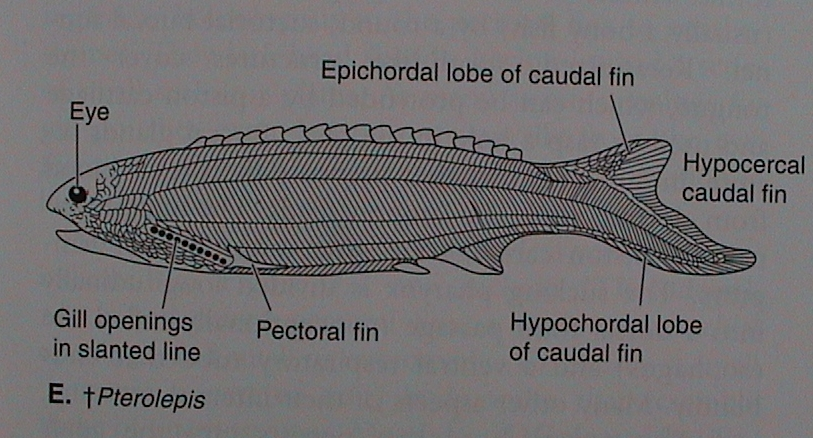 Epichordal lobe of caudal fin
Eye
Hypocercal
caudal fin
Gill openings
in slanted line
Pectoral fin
Hypochordal lobe
of caudal fin
E. †Pterolepis